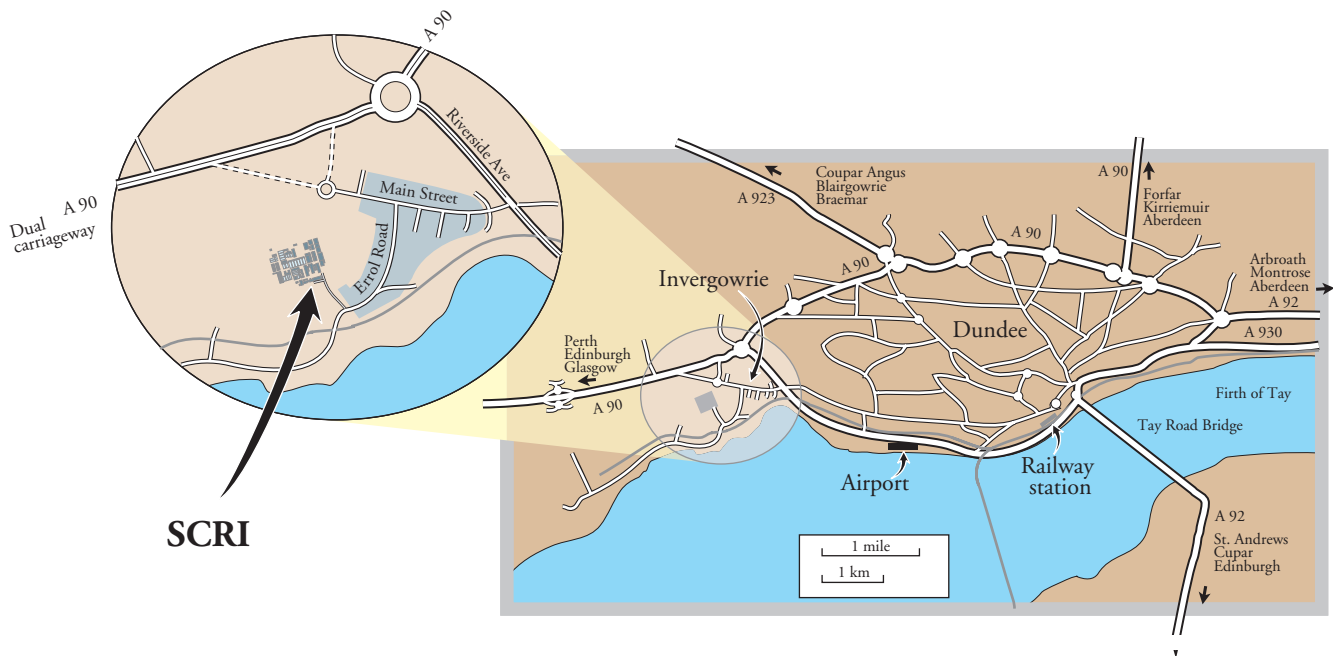 A 90
Riverside Ave
Main Street
Errol Road
A 90
Dual
carriageway
SCRI
Invergowrie
Perth
Edinburgh
Glasgow
A 90
A 923
Coupar Angus
Blairgowrie
Braemar
A 90
A 90
A 90
Forfar
Kirriemuir
Aberdeen
Arbroath
Montrose
Aberdeen
A 92
A 930
Dundee
Firth of Tay
Tay Road Bridge
Railway
station
Airport
1 mile
1 km
A 92
St. Andrews
Cupar
Edinburgh